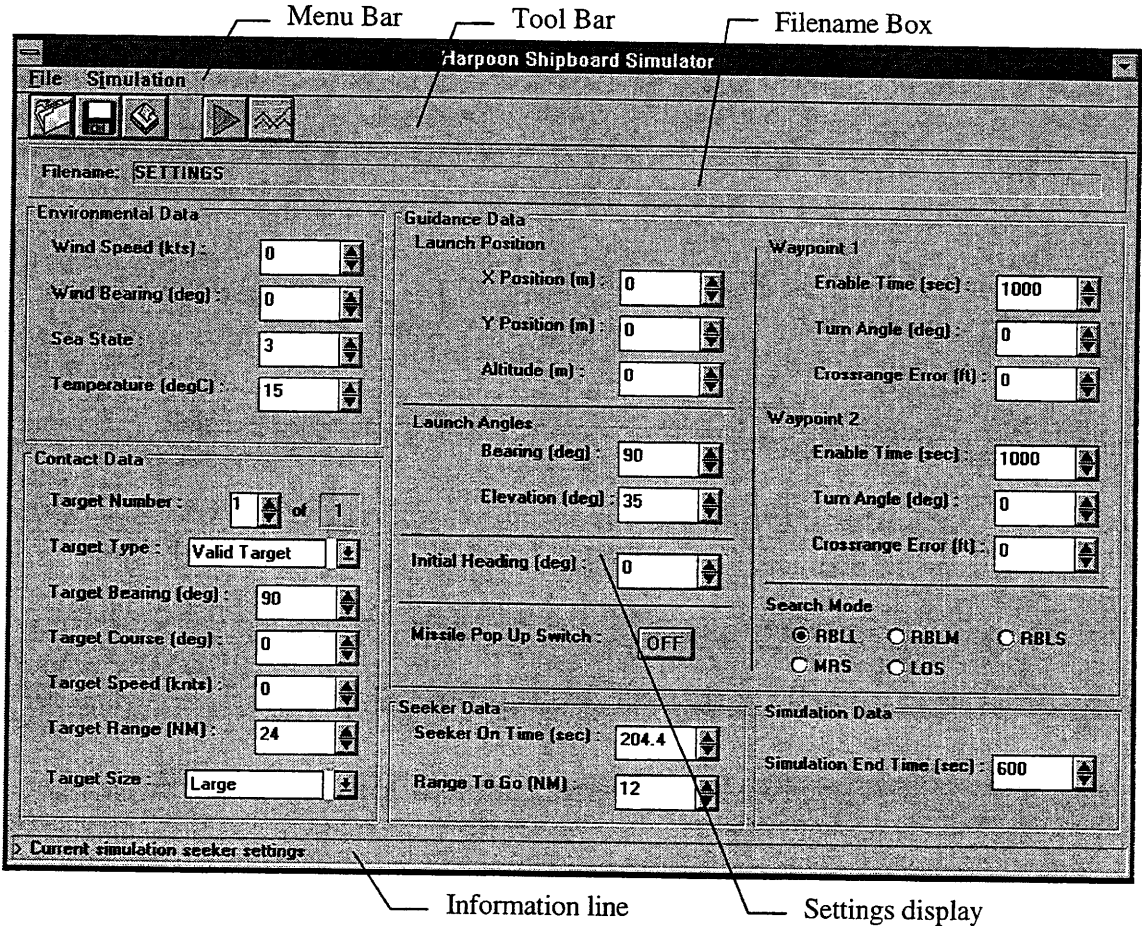 Menu Bar
Tool Bar
Filename Box
Harpoon Shipboard Simulator
File Simulation
Filename: SETTINGS
Environmental Data
Wind Speed (kts) : 0
Wind Bearing (deg) : 0
Sea State : 3
Temperature (degC) : 15
Contact Data
Target Number : 1 of 1
Target Type : Valid Target
Target Bearing (deg) : 90
Target Course (deg) : 0
Target Speed (knts) : 0
Target Range (NM) : 24
Target Size : Large
Guidance Data
Launch Position
X Position (m) : 0
Y Position (m) : 0
Altitude (m) : 0
Launch Angles
Bearing (deg) : 90
Elevation (deg) : 35
Initial Heading (deg) : 0
Missile Pop Up Switch : OFF
Waypoint 1
Enable Time (sec) : 1000
Turn Angle (deg) : 0
Crossrange Error (ft) : 0
Waypoint 2
Enable Time (sec) : 1000
Turn Angle (deg) : 0
Crossrange Error (ft) : 0
Search Mode
RBLL RBLM RBLS
MRS LOS
Seeker Data
Seeker On Time (sec) : 204.4
Range To Go (NM) : 12
Simulation Data
Simulation End Time (sec) : 600
> Current simulation seeker settings
Information line
Settings display